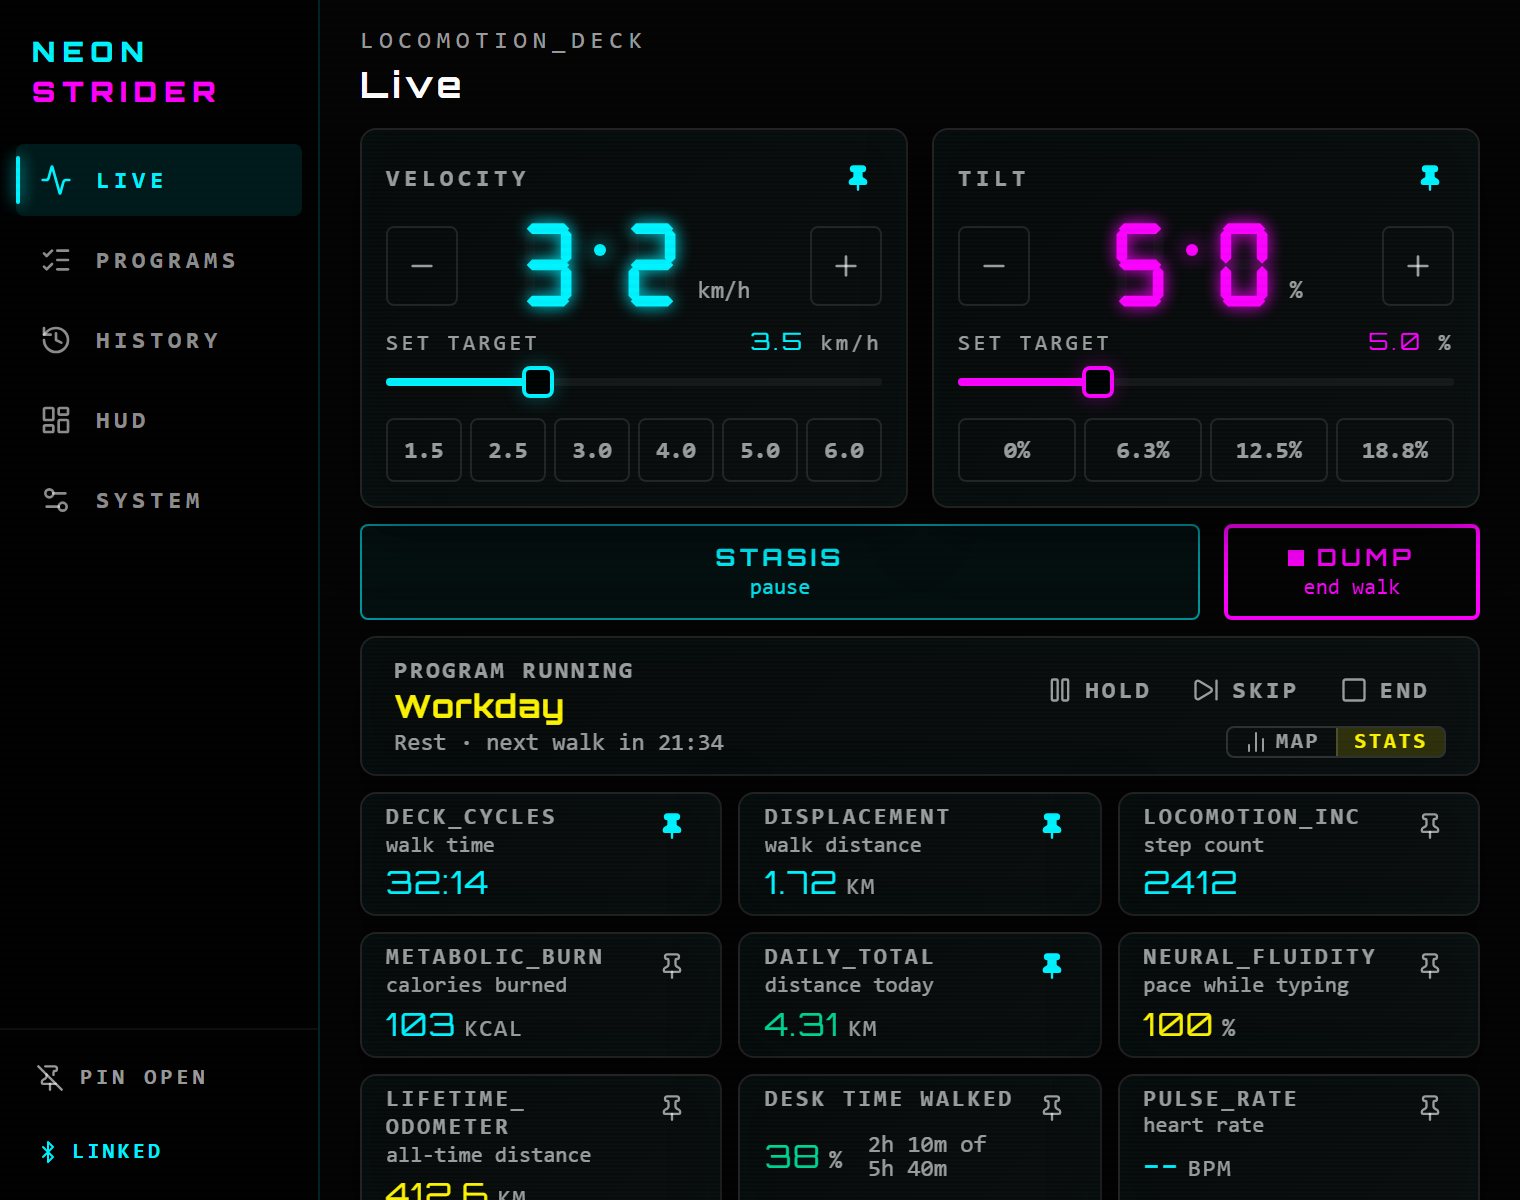 NEON
STRIDER
LIVE
PROGRAMS
HISTORY
HUD
SYSTEM
PIN OPEN
LINKED
LOCOMOTION_DECK
Live
VELOCITY
3.2 km/h
SET TARGET 3.5 km/h
1.5 2.5 3.0 4.0 5.0 6.0
TILT
5.0 %
SET TARGET 5.0 %
0% 6.3% 12.5% 18.8%
STASIS
pause
DUMP
end walk
PROGRAM RUNNING
Workday
Rest · next walk in 21:34
HOLD SKIP END
MAP STATS
DECK_CYCLES
walk time
32:14
DISPLACEMENT
walk distance
1.72 KM
LOCOMOTION_INC
step count
2412
METABOLIC_BURN
calories burned
103 KCAL
DAILY_TOTAL
distance today
4.31 KM
NEURAL_FLUIDITY
pace while typing
100 %
LIFETIME_
ODOMETER
all-time distance
412.6 KM
DESK TIME WALKED
38 % 2h 10m of
5h 40m
PULSE_RATE
heart rate
-- BPM